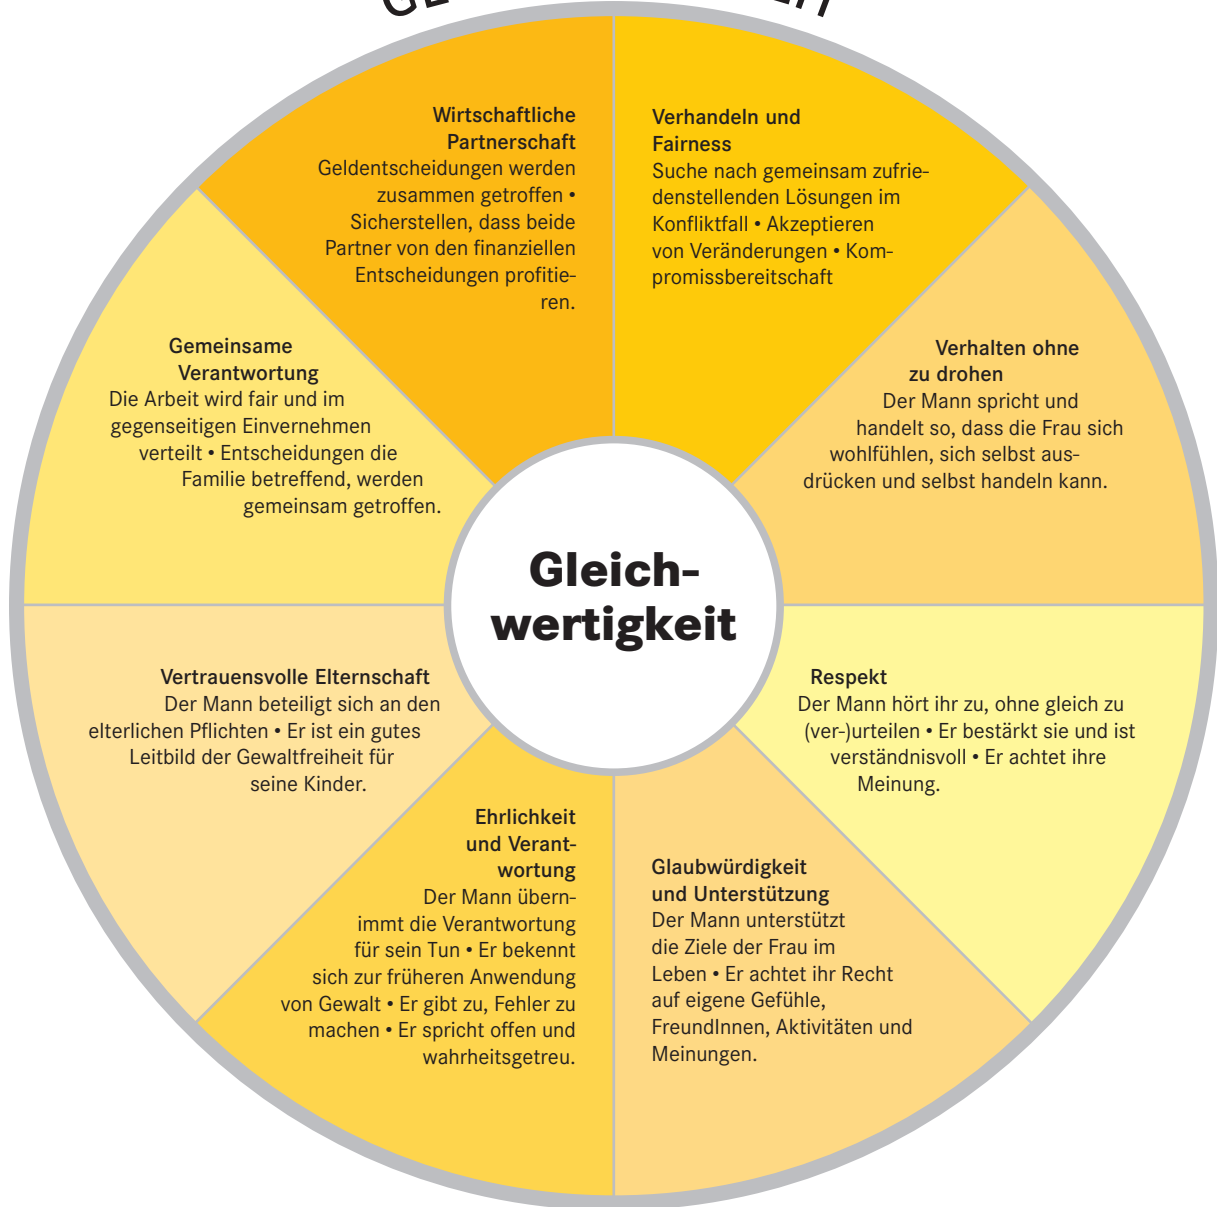 Wirtschaftliche
Partnerschaft
Geldentscheidungen werden
zusammen getroffen •
Sicherstellen, dass beide
Partner von den finanziellen
Entscheidungen profitie-
ren.
Verhandeln und
Fairness
Suche nach gemeinsam zufrie-
denstellenden Lösungen im
Konfliktfall • Akzeptieren
von Veränderungen • Kom-
promissbereitschaft
Verhalten ohne
zu drohen
Der Mann spricht und
handelt so, dass die Frau sich
wohlfühlen, sich selbst aus-
drücken und selbst handeln kann.
Respekt
Der Mann hört ihr zu, ohne gleich zu
(ver-)urteilen • Er bestärkt sie und ist
verständnisvoll • Er achtet ihre
Meinung.
Glaubwürdigkeit
und Unterstützung
Der Mann unterstützt
die Ziele der Frau im
Leben • Er achtet ihr Recht
auf eigene Gefühle,
FreundInnen, Aktivitäten und
Meinungen.
Ehrlichkeit
und Verant-
wortung
Der Mann übern-
immt die Verantwortung
für sein Tun • Er bekennt
sich zur früheren Anwendung
von Gewalt • Er gibt zu, Fehler zu
machen • Er spricht offen und
wahrheitsgetreu.
Vertrauensvolle Elternschaft
Der Mann beteiligt sich an den
elterlichen Pflichten • Er ist ein gutes
Leitbild der Gewaltfreiheit für
seine Kinder.
Gemeinsame
Verantwortung
Die Arbeit wird fair und im
gegenseitigen Einvernehmen
verteilt • Entscheidungen die
Familie betreffend, werden
gemeinsam getroffen.
Gleich-
wertigkeit